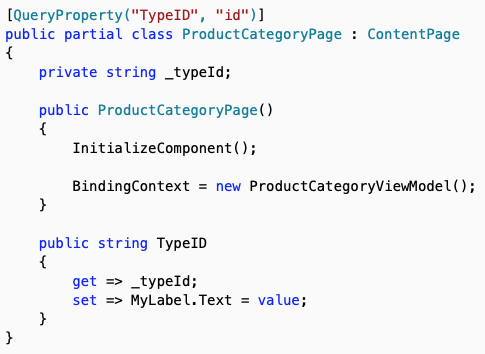 [QueryProperty("TypeID", "id")]
public partial class ProductCategoryPage : ContentPage
{
    private string _typeId;

    public ProductCategoryPage()
    {
        InitializeComponent();

        BindingContext = new ProductCategoryViewModel();
    }

    public string TypeID
    {
        get => _typeId;
        set => MyLabel.Text = value;
    }
}